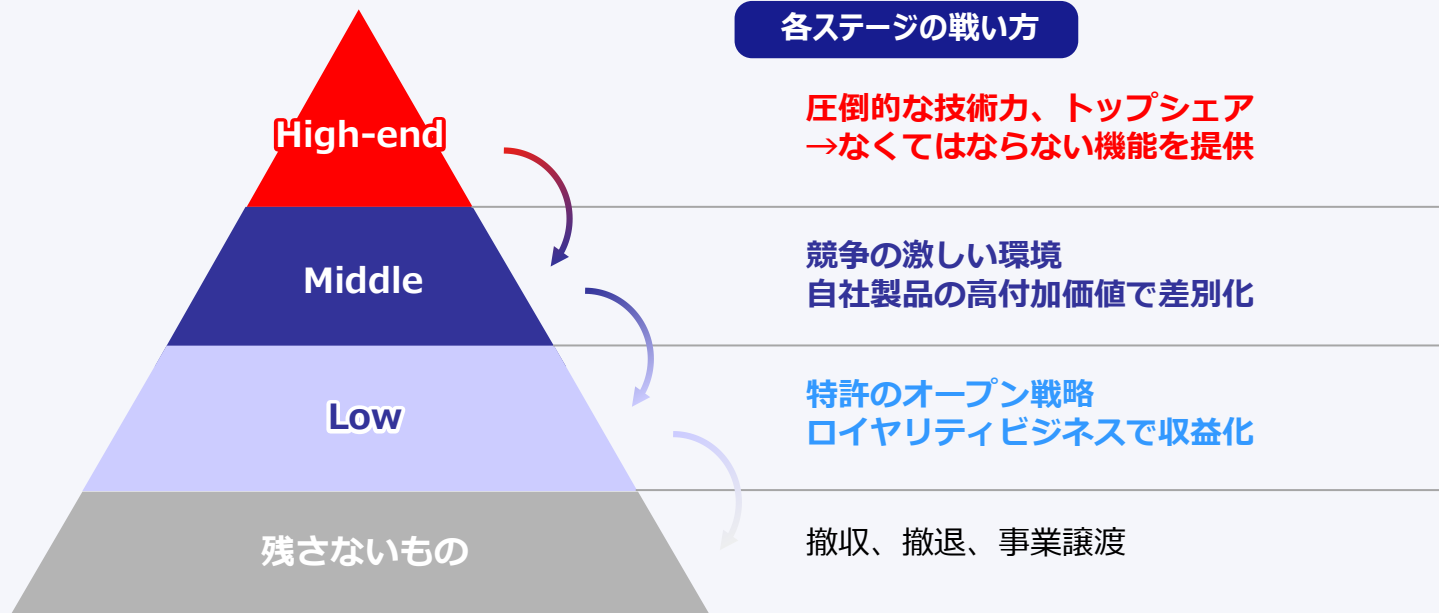 各ステージの戦い方
High-end
圧倒的な技術力、トップシェア
→なくてはならない機能を提供
Middle
競争の激しい環境
自社製品の高付加価値で差別化
Low
特許のオープン戦略
ロイヤリティビジネスで収益化
残さないもの
撤収、撤退、事業譲渡